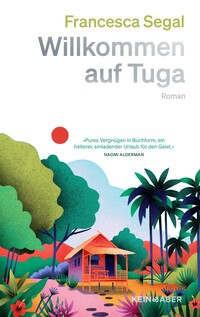 Francesca Segal
Willkommen
auf Tuga
Roman
»Pures Vergnügen in Buchform, ein
heiterer, einladender Urlaub für den Geist.«
NAOMI ALDERMAN
KEIN & ABER